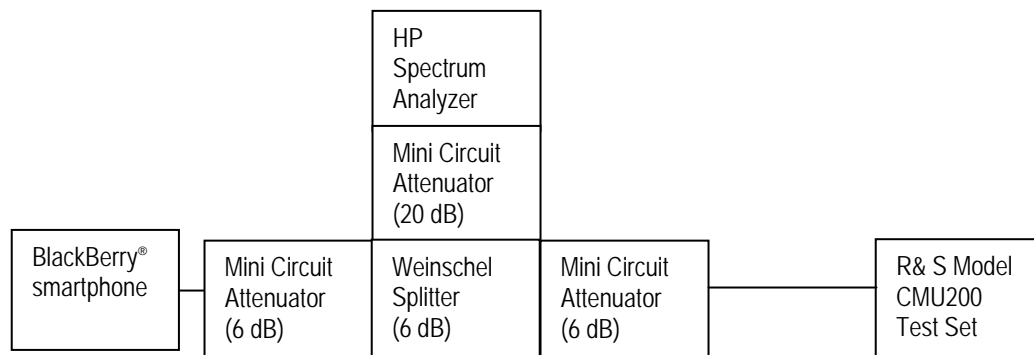 HP
Spectrum
Analyzer
Mini Circuit
Attenuator
(20 dB)
BlackBerry®
smartphone
Mini Circuit
Attenuator
(6 dB)
Weinschel
Splitter
(6 dB)
Mini Circuit
Attenuator
(6 dB)
R& S Model
CMU200
Test Set